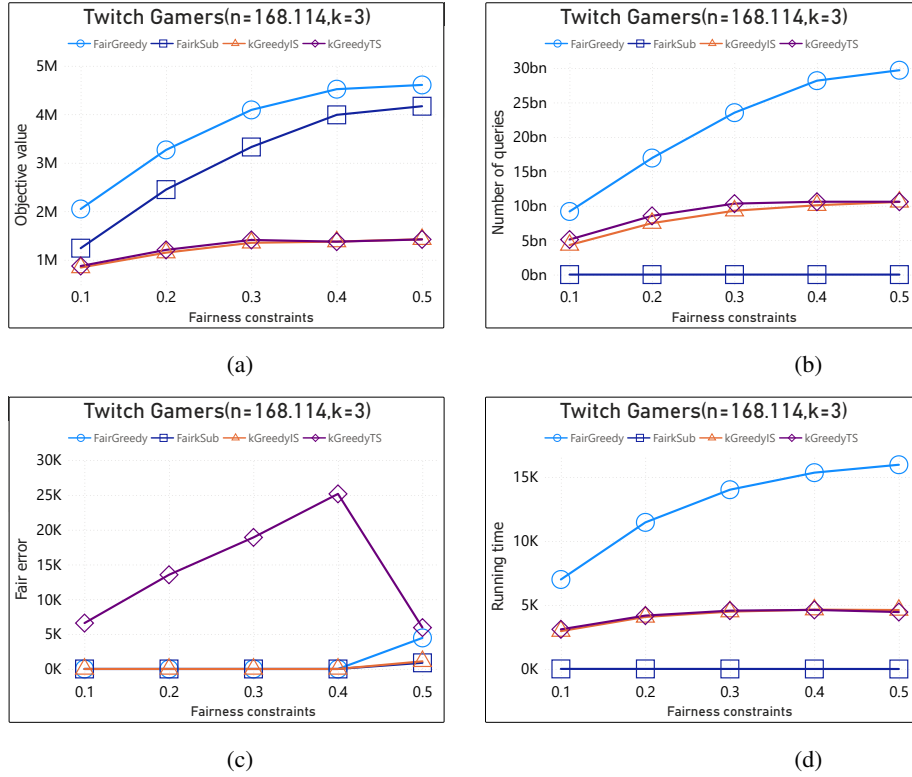 Twitch Gamers(n=168.114,k=3)
FairGreedy FairkSub kGreedyIS kGreedyTS
5M
4M
3M
2M
1M
Objective value
0.1 0.2 0.3 0.4 0.5
Fairness constraints
(a)
Twitch Gamers(n=168.114,k=3)
FairGreedy FairkSub kGreedyIS kGreedyTS
30bn
25bn
20bn
15bn
10bn
5bn
0bn
Number of queries
0.1 0.2 0.3 0.4 0.5
Fairness constraints
(b)
Twitch Gamers(n=168.114,k=3)
FairGreedy FairkSub kGreedyIS kGreedyTS
30K
25K
20K
15K
10K
5K
0K
Fair error
0.1 0.2 0.3 0.4 0.5
Fairness constraints
(c)
Twitch Gamers(n=168.114,k=3)
FairGreedy FairkSub kGreedyIS kGreedyTS
15K
10K
5K
0K
Running time
0.1 0.2 0.3 0.4 0.5
Fairness constraints
(d)